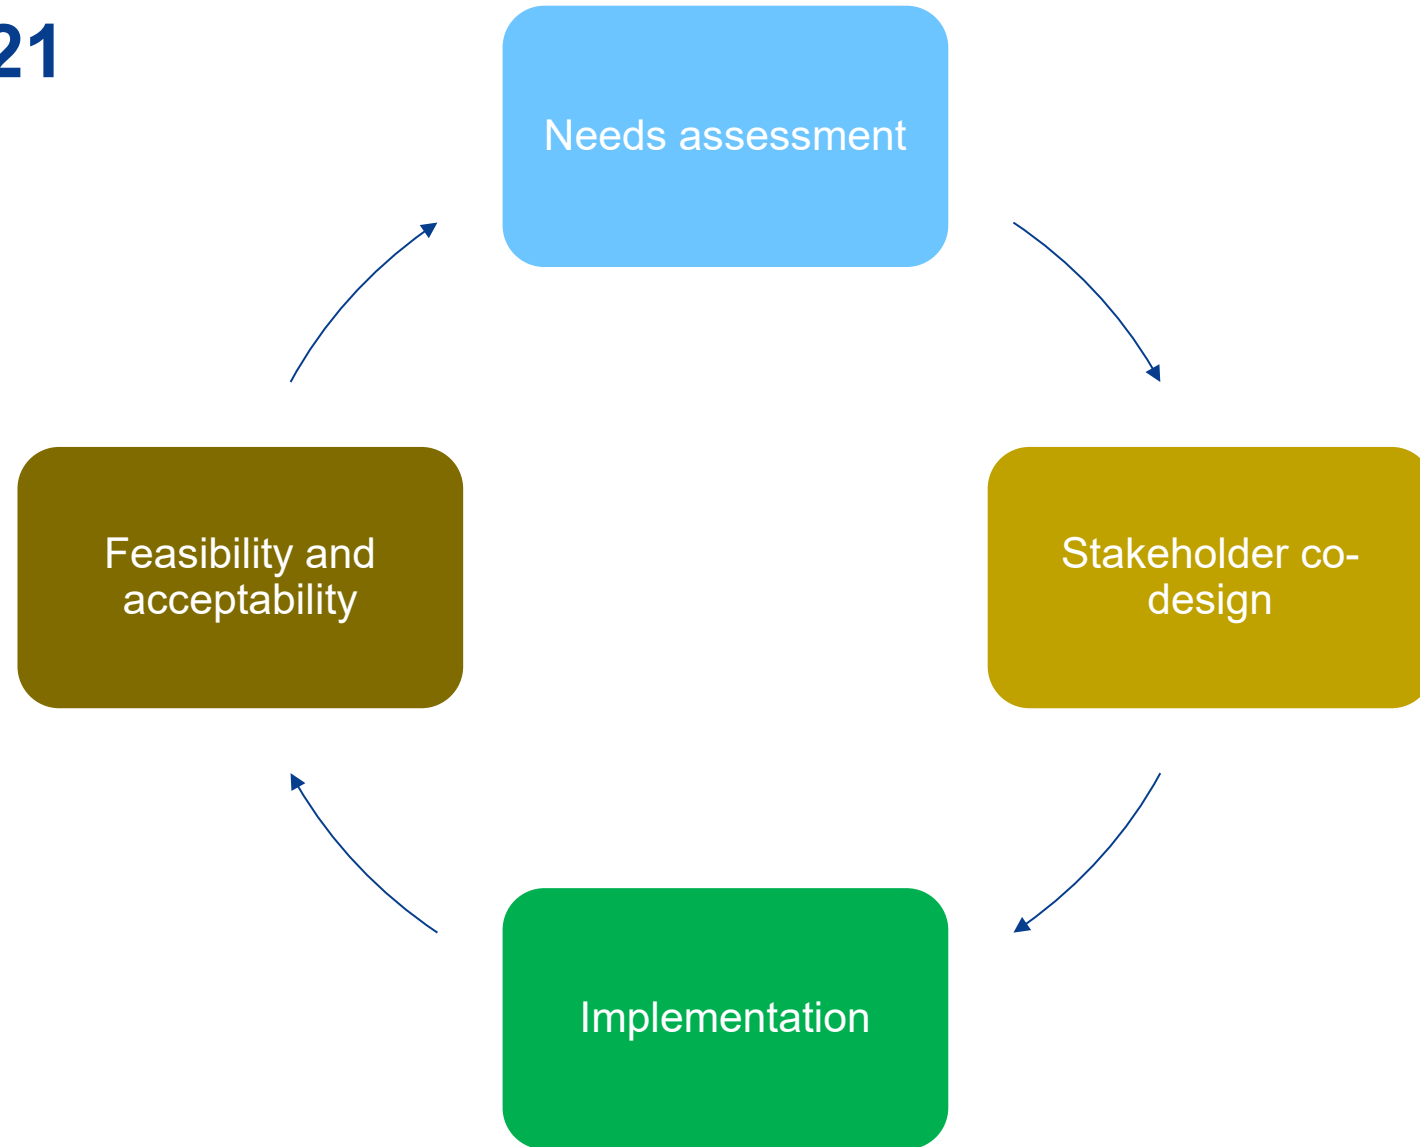 21
Needs assessment
Feasibility and
acceptability
Stakeholder co-
design
Implementation